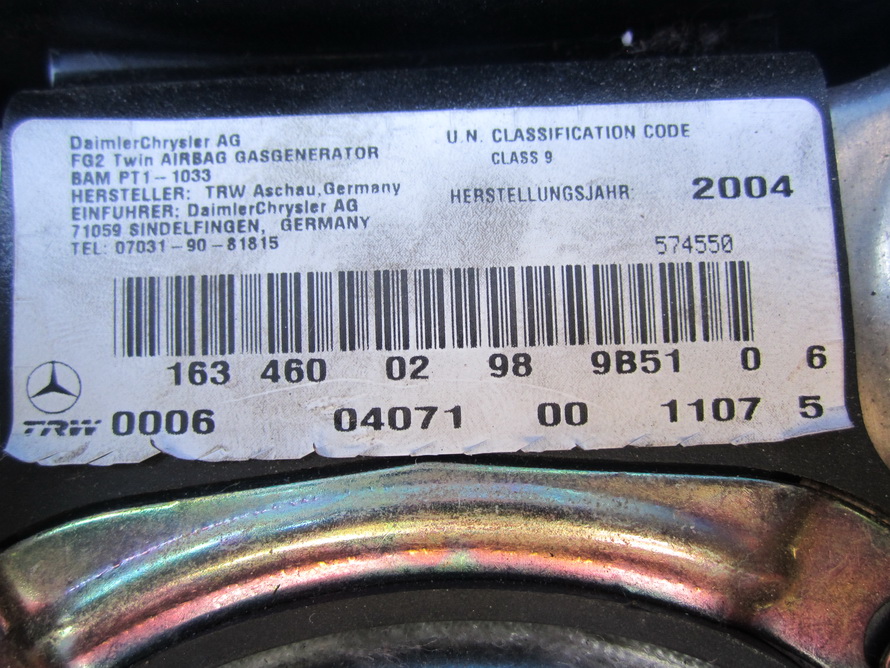 DaimlerChrysler AG
FG2 Twin AIRBAG GASGENERATOR
BAM PT1-1033
HERSTELLER: TRW Aschau,Germany
EINFUHRER: DaimlerChrysler AG
71059 SINDELFINGEN, GERMANY
TEL: 07031-90-81815
U.N. CLASSIFICATION CODE
CLASS 9
HERSTELLUNGSJAHR: 2004
574550
163 460 02 98 9B51 0 6
TRW 0006 04071 00 1107 5